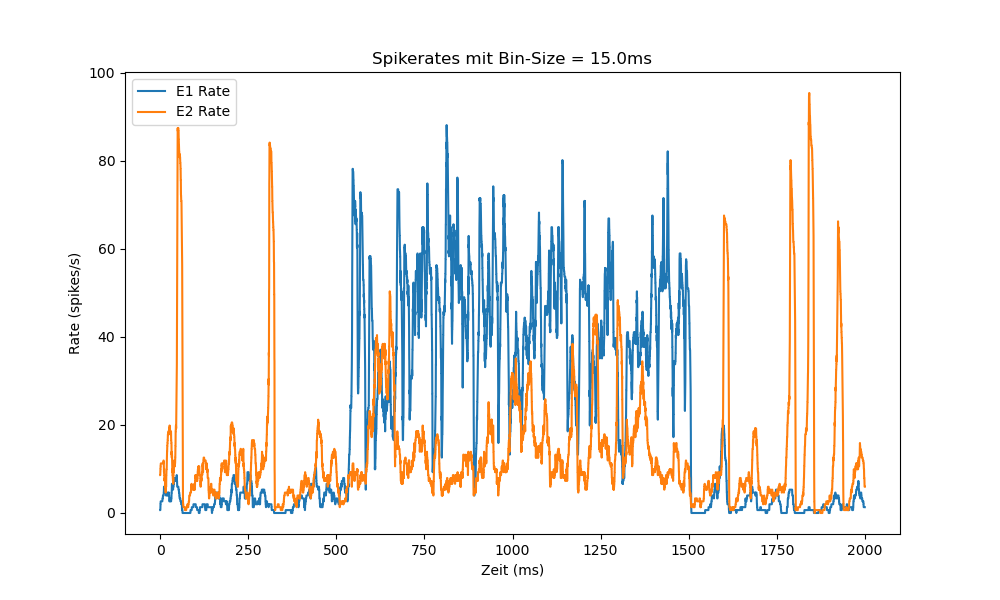 Spikerates mit Bin-Size = 15.0ms
E1 Rate
E2 Rate
100
80
60
40
20
0
Rate (spikes/s)
0 250 500 750 1000 1250 1500 1750 2000
Zeit (ms)